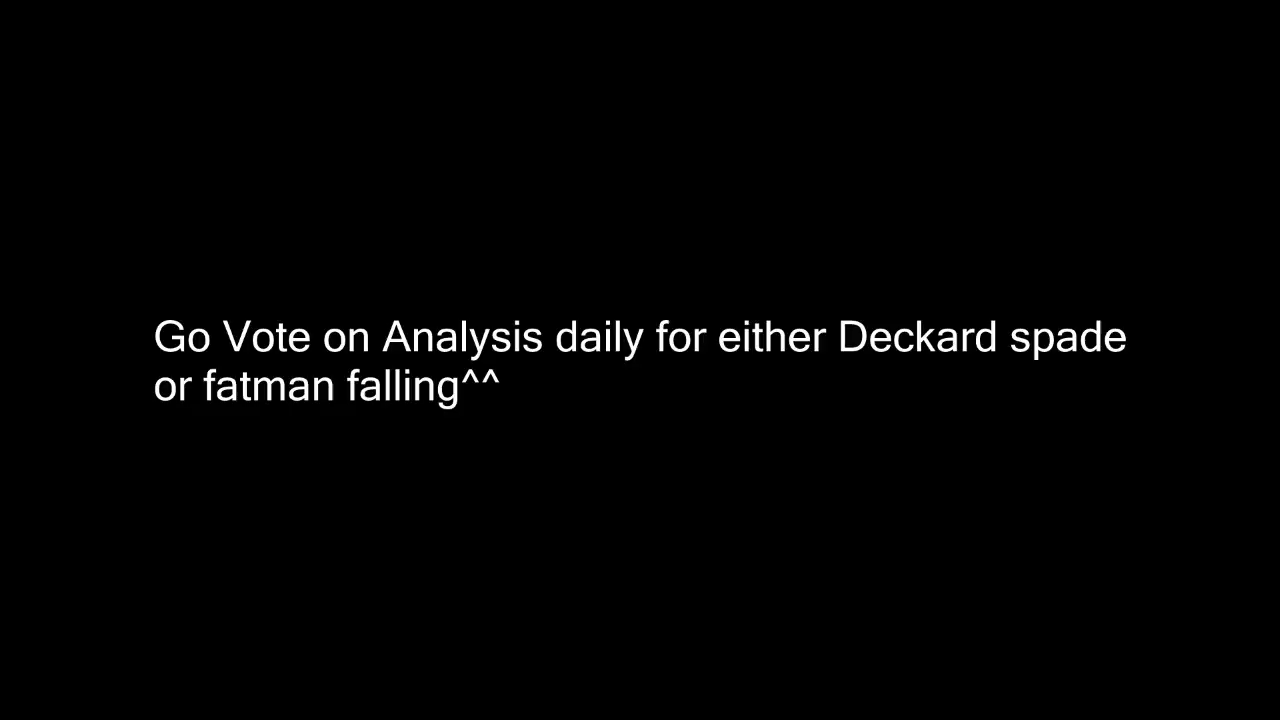 Go Vote on Analysis daily for either Deckard spade
or fatman falling^^